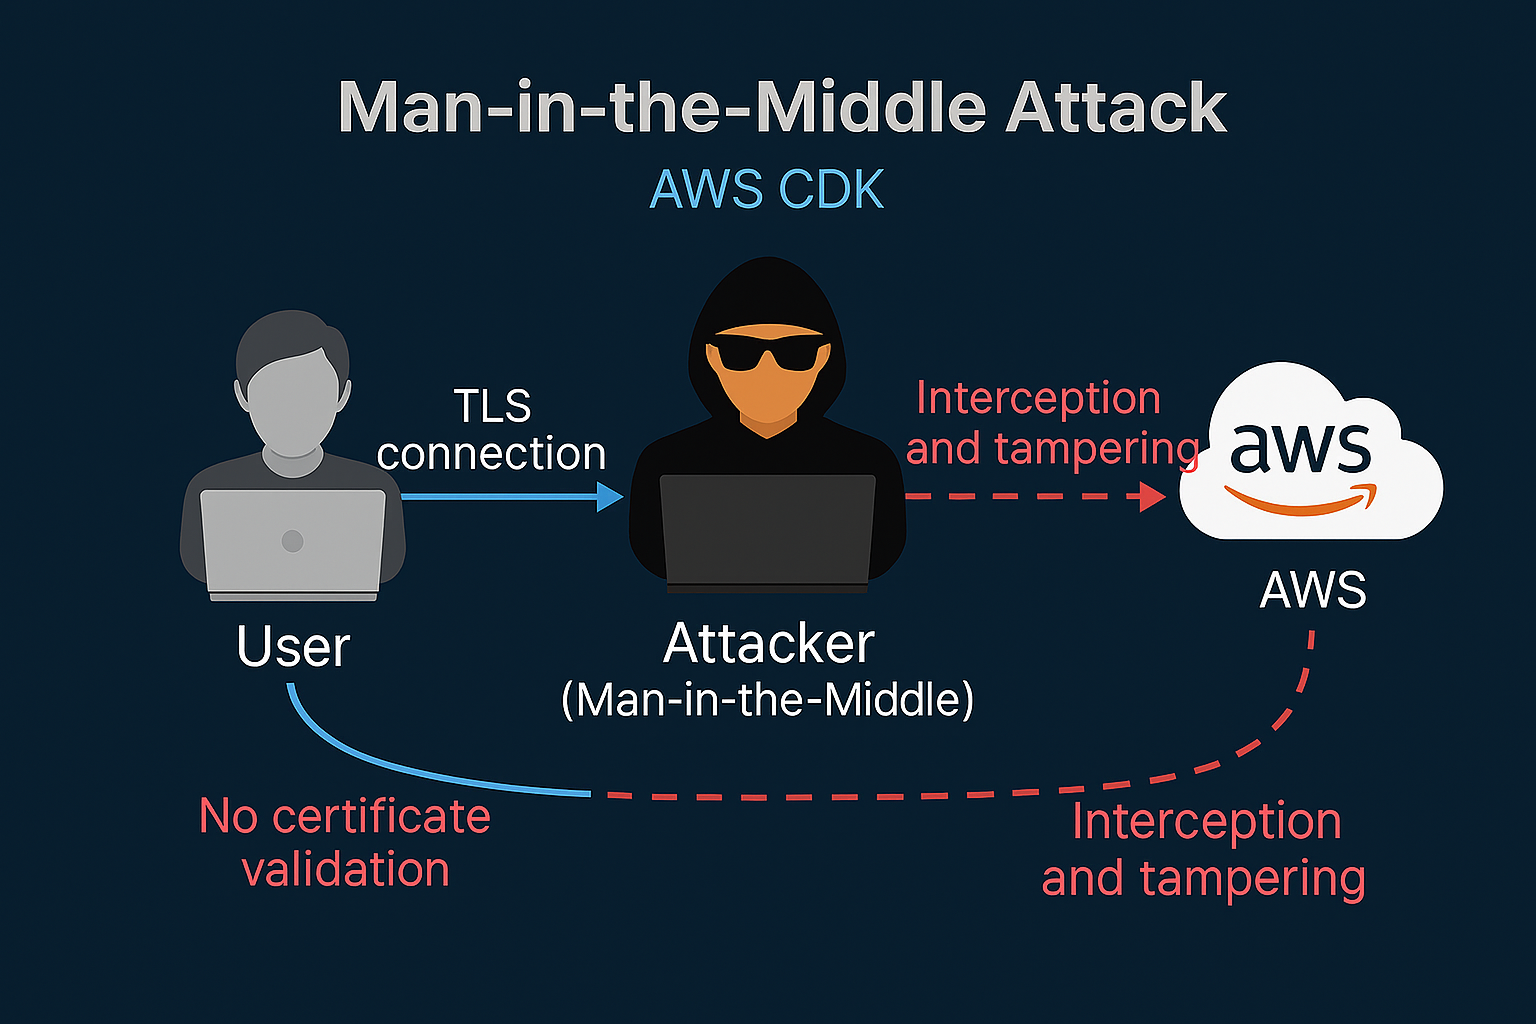 Man-in-the-Middle Attack
AWS CDK
TLS
connection
Interception
and tampering
aws
User
Attacker
(Man-in-the-Middle)
AWS
No certificate
validation
Interception
and tampering